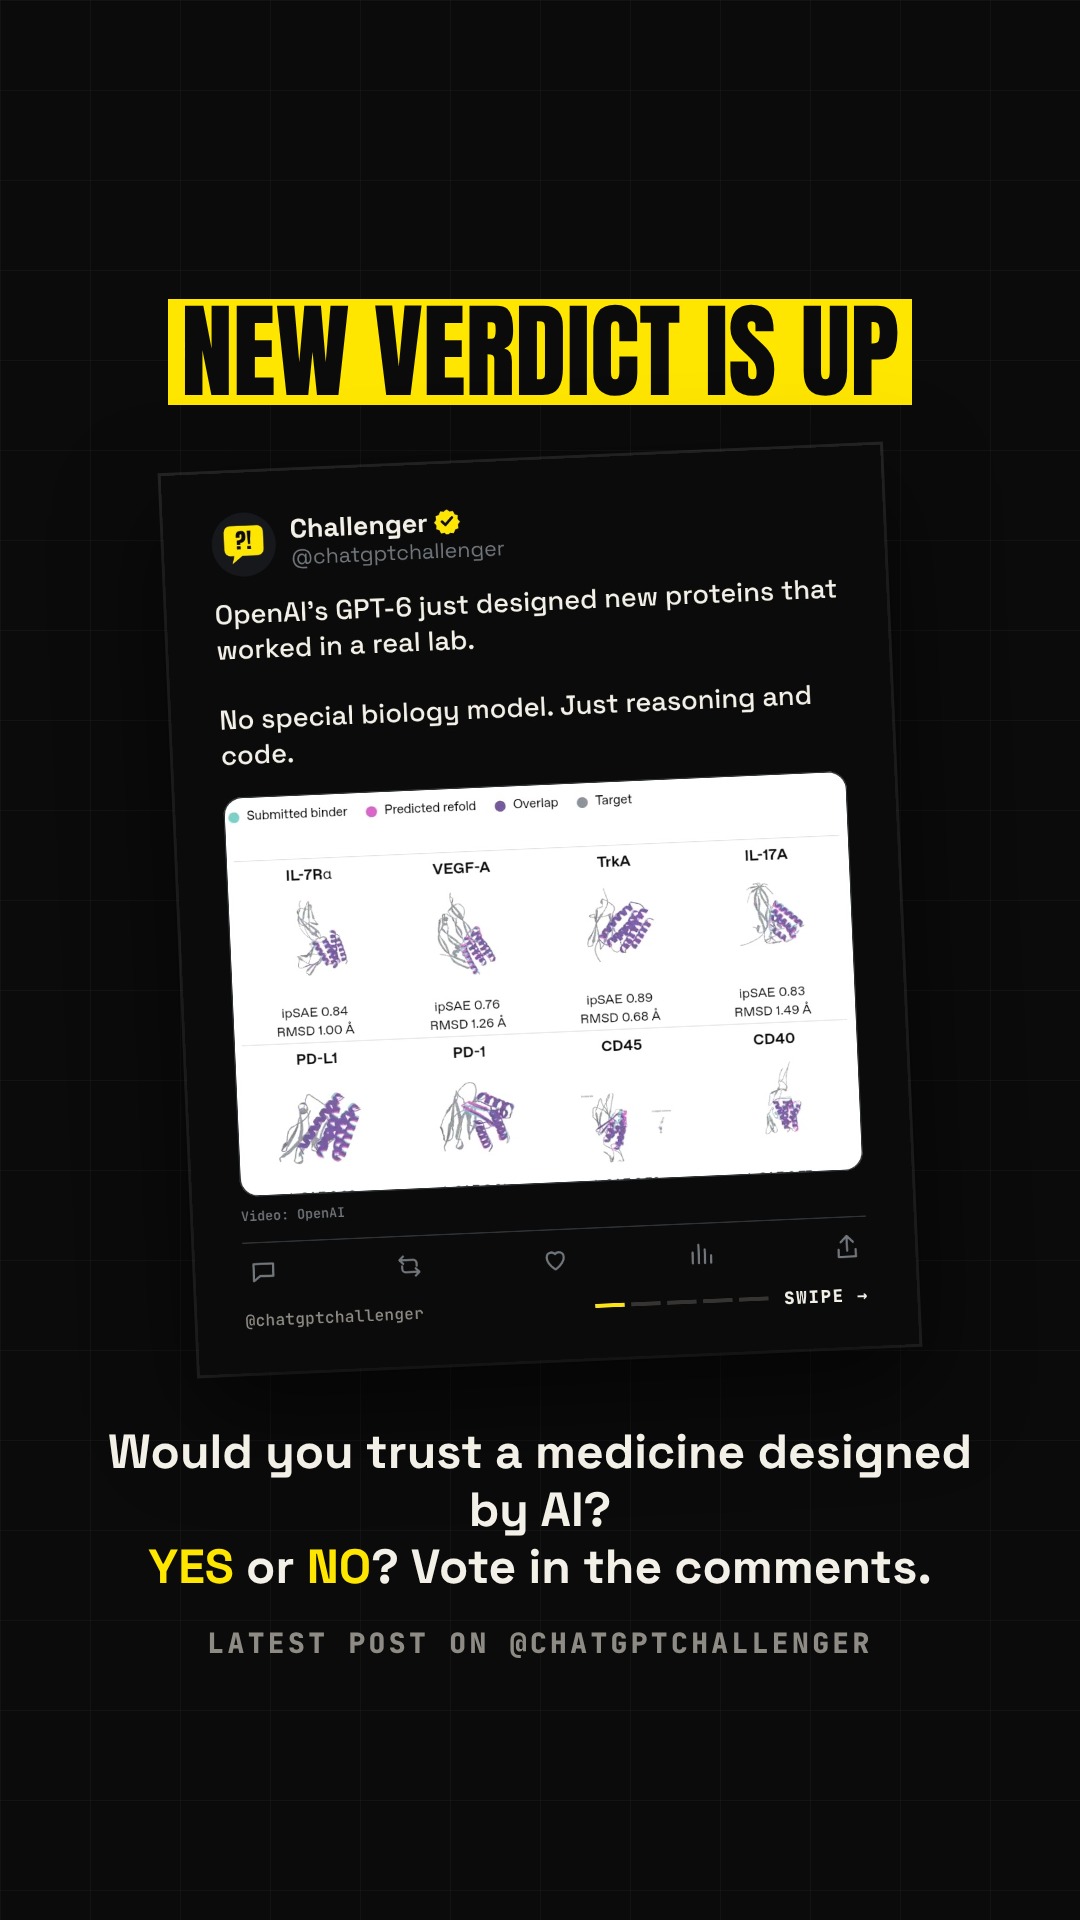 NEW VERDICT IS UP
?!
Challenger
@chatgptchallenger
OpenAI's GPT-6 just designed new proteins that
worked in a real lab.
No special biology model. Just reasoning and
code.
Submitted binder Predicted refold Overlap Target
IL-7Rα VEGF-A TrkA IL-17A
ipSAE 0.84 ipSAE 0.76 ipSAE 0.89 ipSAE 0.83
RMSD 1.00 Å RMSD 1.26 Å RMSD 0.68 Å RMSD 1.49 Å
PD-L1 PD-1 CD45 CD40
Video: OpenAI
@chatgptchallenger SWIPE →
Would you trust a medicine designed
by AI?
YES or NO? Vote in the comments.
LATEST POST ON @CHATGPTCHALLENGER